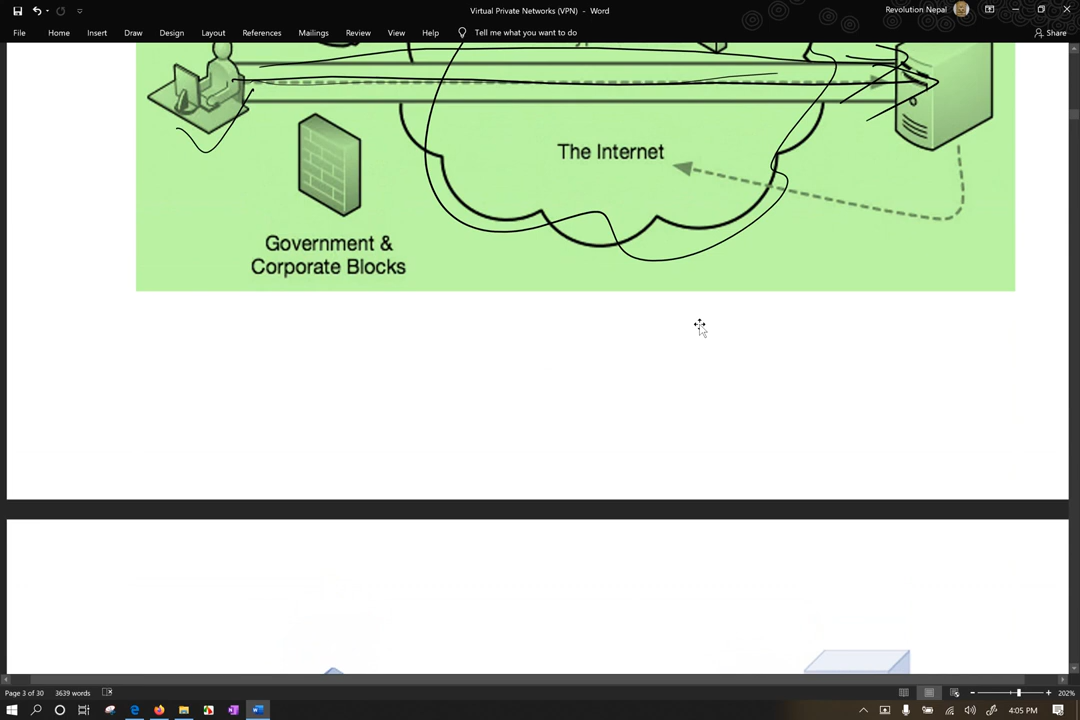 Virtual Private Networks (VPN) - Word
Revolution Nepal
File Home Insert Draw Design Layout References Mailings Review View Help Tell me what you want to do Share
The Internet
Government &
Corporate Blocks
Page 3 of 30 3639 words 202%
4:05 PM